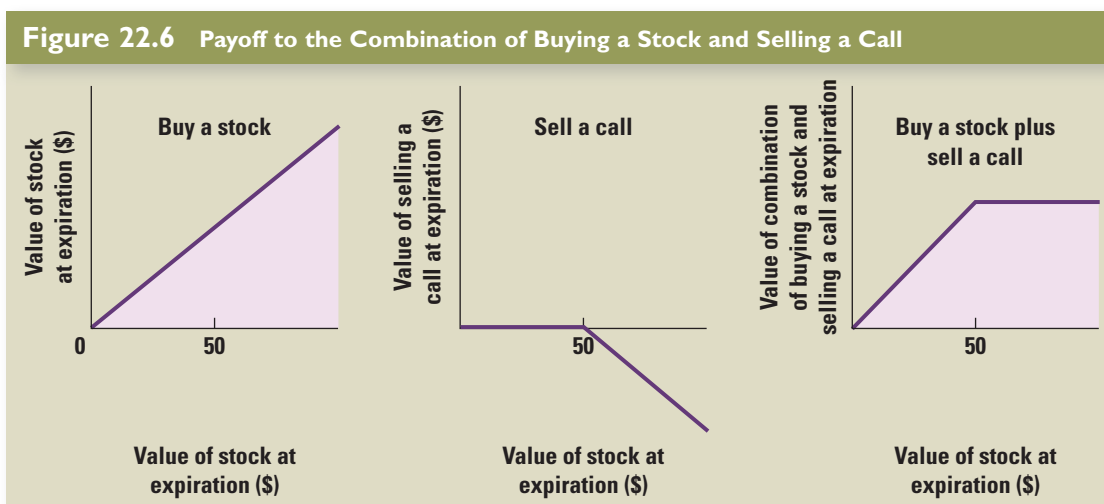 Figure 22.6 Payoff to the Combination of Buying a Stock and Selling a Call
Value of stock
at expiration ($)
Buy a stock
0
50
Value of stock at
expiration ($)
Value of selling a
call at expiration ($)
Sell a call
50
Value of stock at
expiration ($)
Value of combination
of buying a stock and
selling a call at expiration
Buy a stock plus
sell a call
50
Value of stock at
expiration ($)